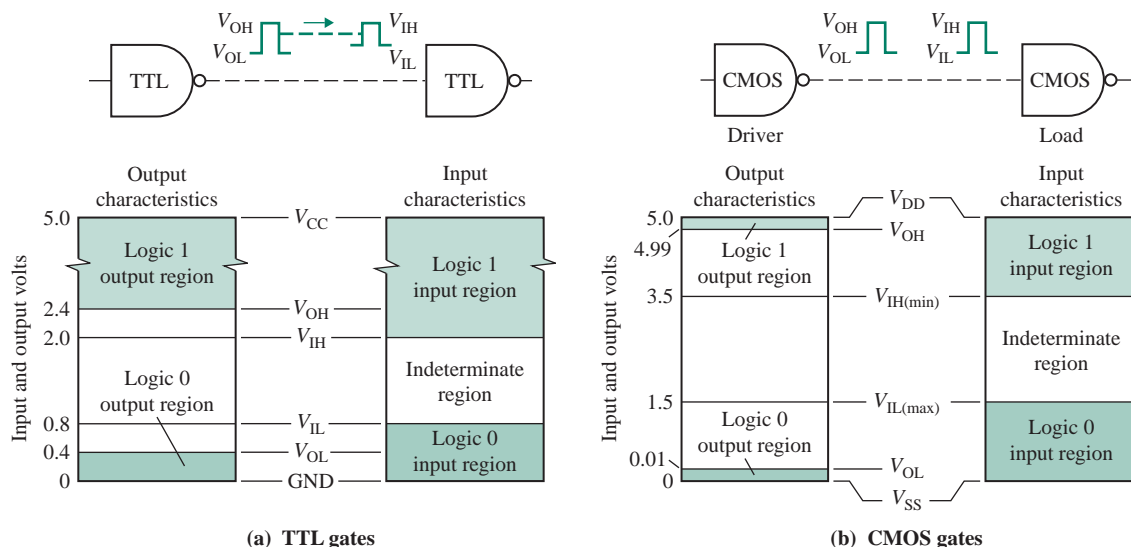 V_OH
V_OL
V_IH
V_IL
TTL
TTL
Output
characteristics
Input
characteristics
Input and output volts
5.0
2.4
2.0
0.8
0.4
0
Logic 1
output region
Logic 0
output region
V_CC
V_OH
V_IH
V_IL
V_OL
GND
Logic 1
input region
Indeterminate
region
Logic 0
input region
(a) TTL gates
V_OH
V_OL
V_IH
V_IL
CMOS
CMOS
Driver
Load
Output
characteristics
Input
characteristics
Input and output volts
5.0
4.99
3.5
1.5
0.01
0
Logic 1
output region
Logic 0
output region
V_DD
V_OH
V_IH(min)
V_IL(max)
V_OL
V_SS
Logic 1
input region
Indeterminate
region
Logic 0
input region
(b) CMOS gates